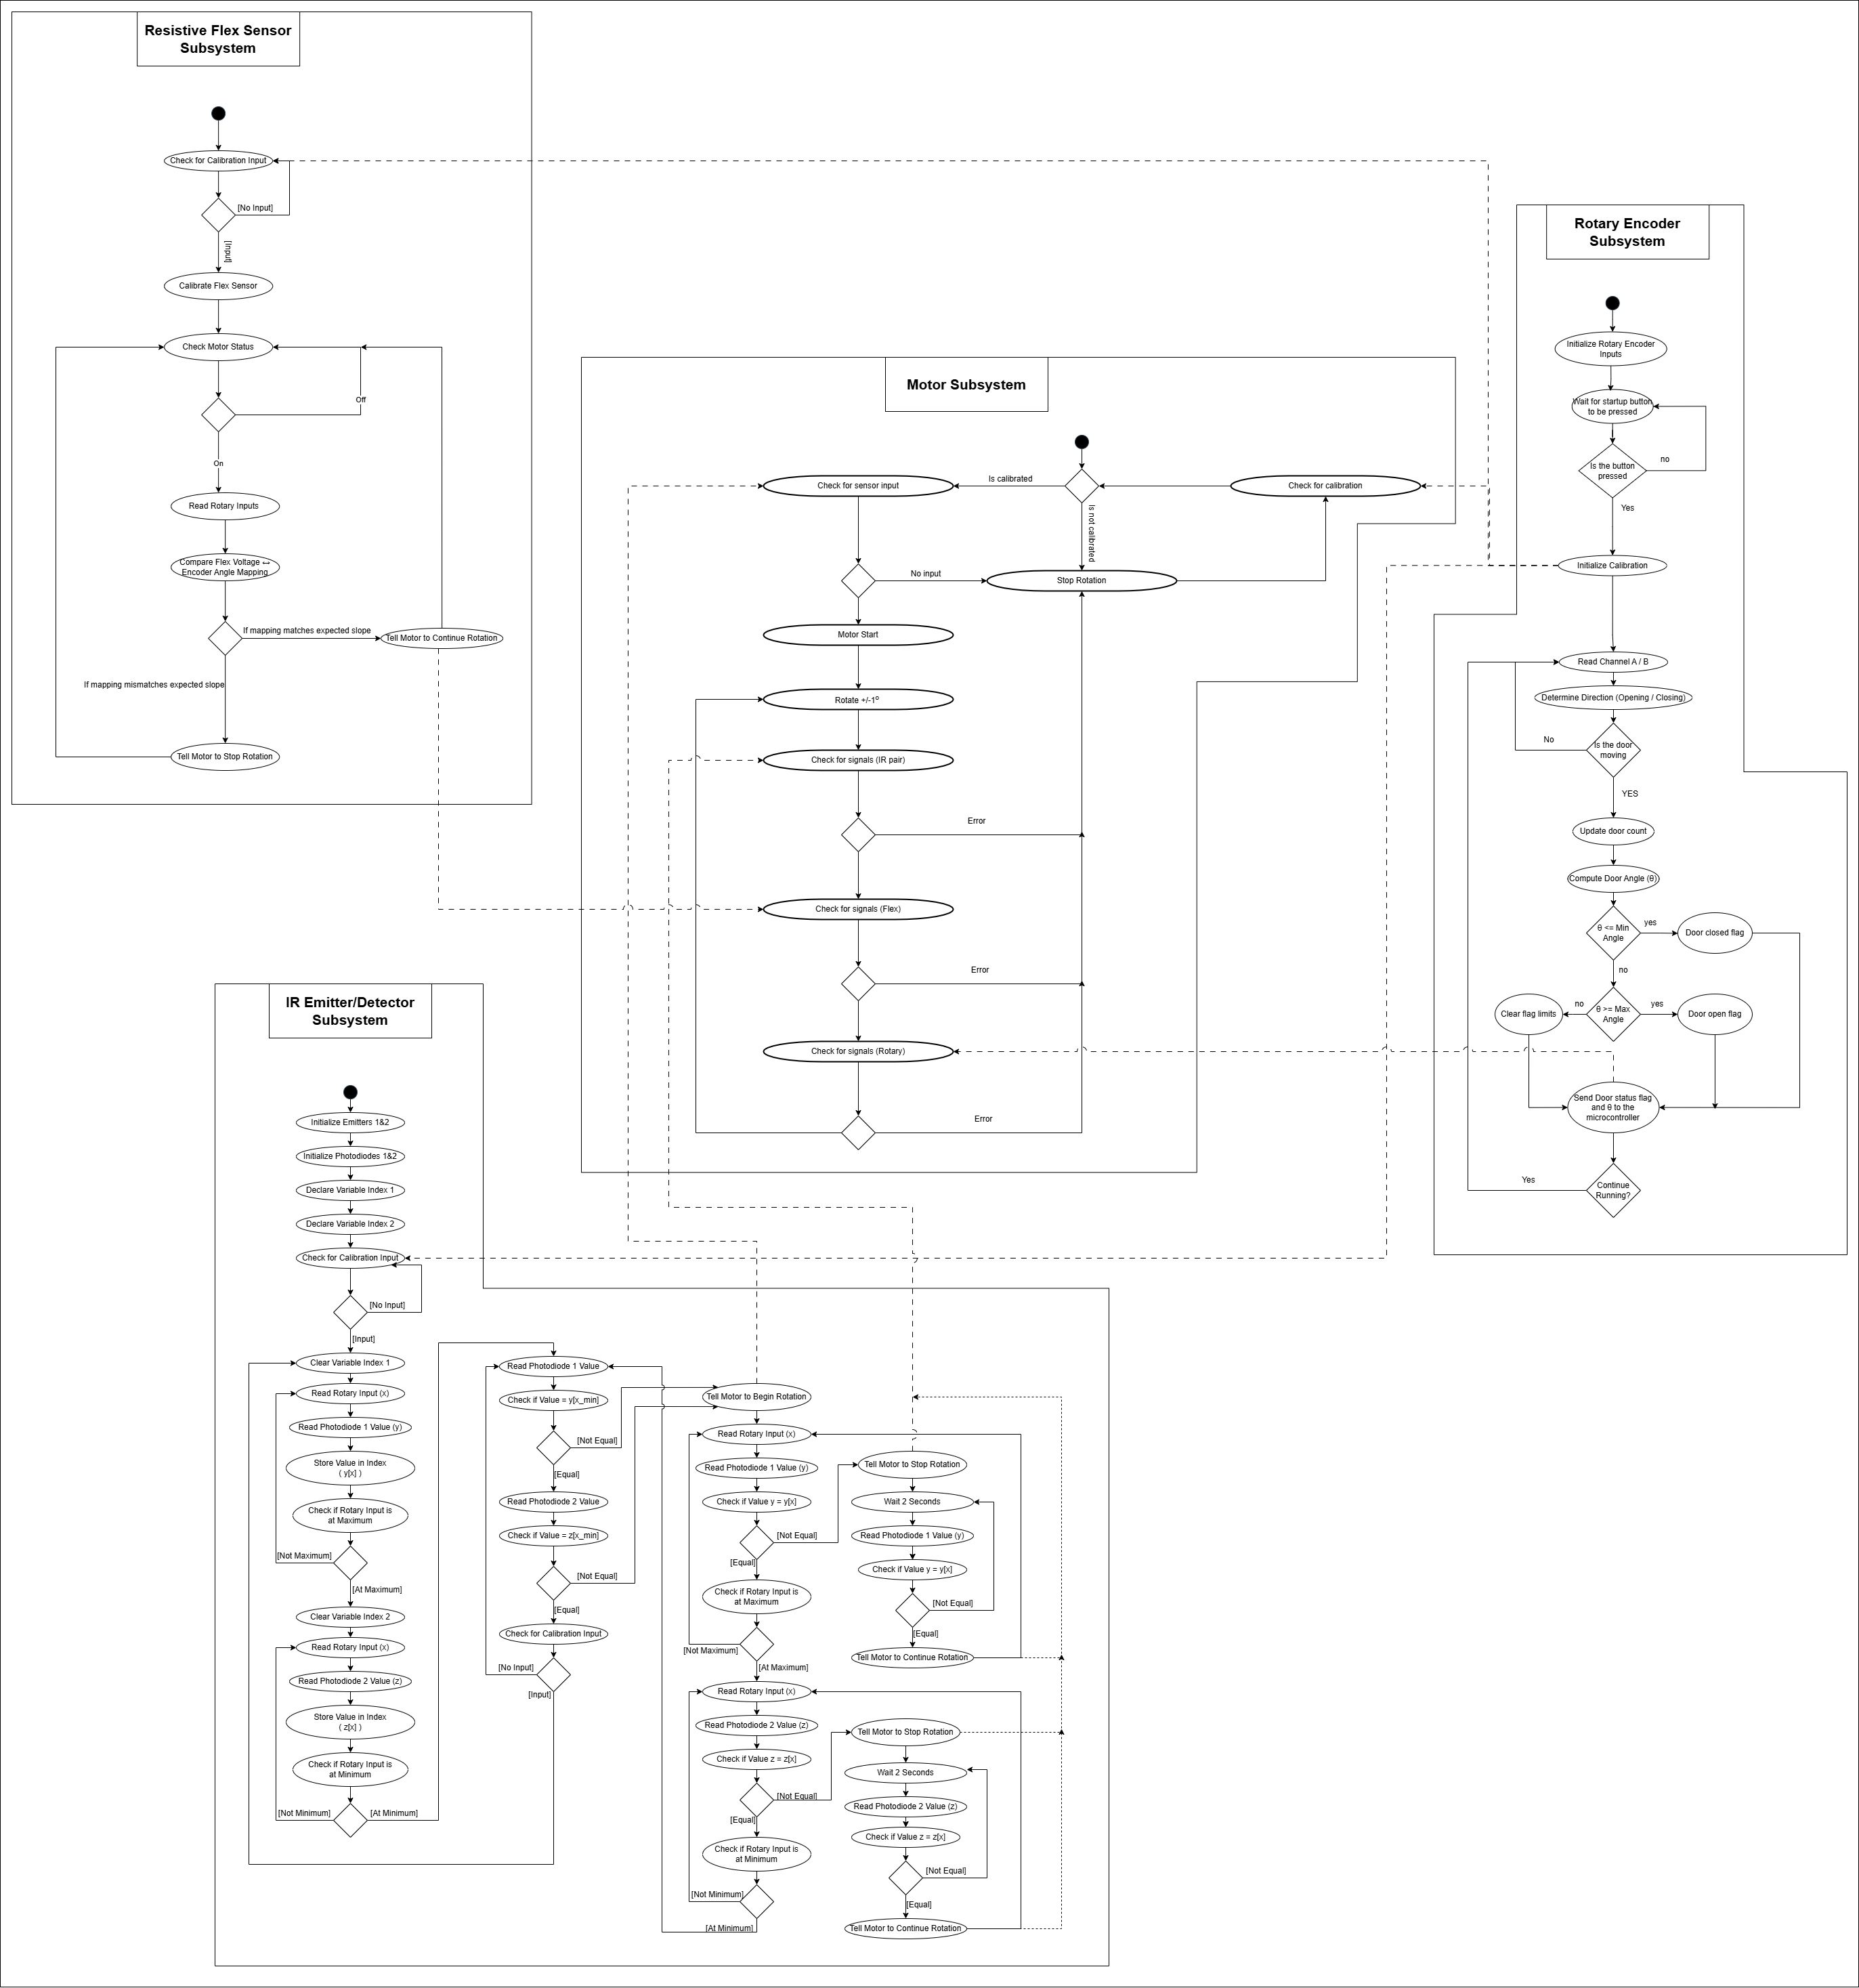 Resistive Flex Sensor
Subsystem
Check for Calibration Input
[No Input]
[Input]
Calibrate Flex Sensor
Check Motor Status
Off
On
Read Rotary Inputs
Compare Flex Voltage ↔
Encoder Angle Mapping
If mapping matches expected slope
Tell Motor to Continue Rotation
If mapping mismatches expected slope
Tell Motor to Stop Rotation
Motor Subsystem
Check for sensor input
Is calibrated
Check for calibration
Is not calibrated
No input
Stop Rotation
Motor Start
Rotate +/-1º
Check for signals (IR pair)
Error
Check for signals (Flex)
Error
Check for signals (Rotary)
Error
Rotary Encoder
Subsystem
Initialize Rotary Encoder
Inputs
Wait for startup button
to be pressed
Is the button
pressed
no
Yes
Initialize Calibration
Read Channel A / B
Determine Direction (Opening / Closing)
Is the door
moving
No
YES
Update door count
Compute Door Angle (θ)
θ <= Min
Angle
yes
Door closed flag
no
θ >= Max
Angle
no
Clear flag limits
yes
Door open flag
Send Door status flag
and θ to the
microcontroller
Continue
Running?
Yes
IR Emitter/Detector
Subsystem
Initialize Emitters 1&2
Initialize Photodiodes 1&2
Declare Variable Index 1
Declare Variable Index 2
Check for Calibration Input
[No Input]
[Input]
Clear Variable Index 1
Read Rotary Input (x)
Read Photodiode 1 Value (y)
Store Value in Index
( y[x] )
Check if Rotary Input is
at Maximum
[Not Maximum]
[At Maximum]
Clear Variable Index 2
Read Rotary Input (x)
Read Photodiode 2 Value (z)
Store Value in Index
( z[x] )
Check if Rotary Input is
at Minimum
[Not Minimum]
[At Minimum]
Read Photodiode 1 Value
Check if Value = y[x_min]
[Not Equal]
[Equal]
Read Photodiode 2 Value
Check if Value = z[x_min]
[Not Equal]
[Equal]
Check for Calibration Input
[No Input]
[Input]
Tell Motor to Begin Rotation
Read Rotary Input (x)
Read Photodiode 1 Value (y)
Check if Value y = y[x]
[Not Equal]
[Equal]
Check if Rotary Input is
at Maximum
[Not Maximum]
[At Maximum]
Read Rotary Input (x)
Read Photodiode 2 Value (z)
Check if Value z = z[x]
[Not Equal]
[Equal]
Check if Rotary Input is
at Minimum
[Not Minimum]
[At Minimum]
Tell Motor to Stop Rotation
Wait 2 Seconds
Read Photodiode 1 Value (y)
Check if Value y = y[x]
[Not Equal]
[Equal]
Tell Motor to Continue Rotation
Tell Motor to Stop Rotation
Wait 2 Seconds
Read Photodiode 2 Value (z)
Check if Value z = z[x]
[Not Equal]
[Equal]
Tell Motor to Continue Rotation